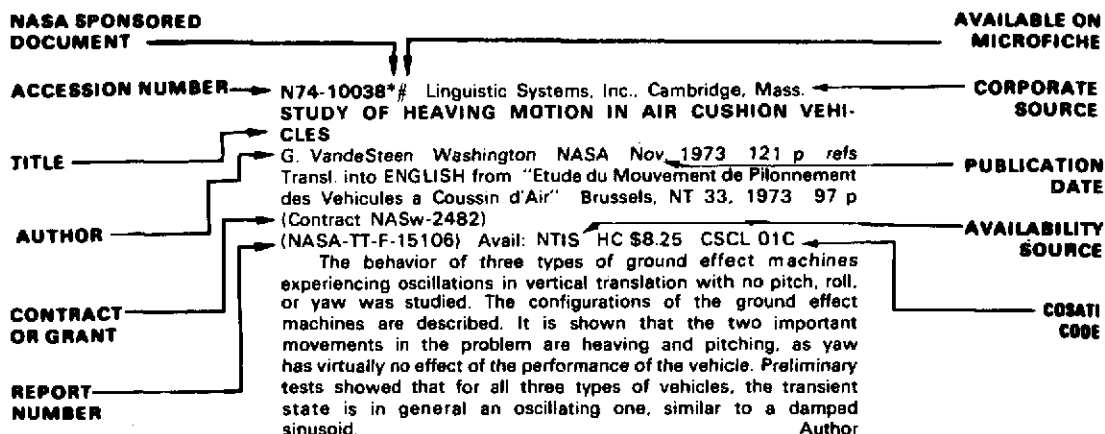 NASA SPONSORED
DOCUMENT
AVAILABLE ON
MICROFICHE
ACCESSION NUMBER
N74-10038*# Linguistic Systems, Inc., Cambridge, Mass.
CORPORATE
SOURCE
STUDY OF HEAVING MOTION IN AIR CUSHION VEHI-
CLES
TITLE
G. VandeSteen Washington NASA Nov 1973 121 p refs
PUBLICATION
DATE
Transl. into ENGLISH from "Etude du Mouvement de Pilonnement
des Vehicules a Coussin d'Air" Brussels, NT 33, 1973 97 p
AUTHOR
(Contract NASw-2482)
AVAILABILITY
SOURCE
(NASA-TT-F-15106) Avail: NTIS HC $8.25 CSCL 01C
The behavior of three types of ground effect machines
experiencing oscillations in vertical translation with no pitch, roll,
or yaw was studied. The configurations of the ground effect
CONTRACT
OR GRANT
COSATI
CODE
machines are described. It is shown that the two important
movements in the problem are heaving and pitching, as yaw
has virtually no effect of the performance of the vehicle. Preliminary
tests showed that for all three types of vehicles, the transient
REPORT
NUMBER
state is in general an oscillating one, similar to a damped
sinusoid. Author